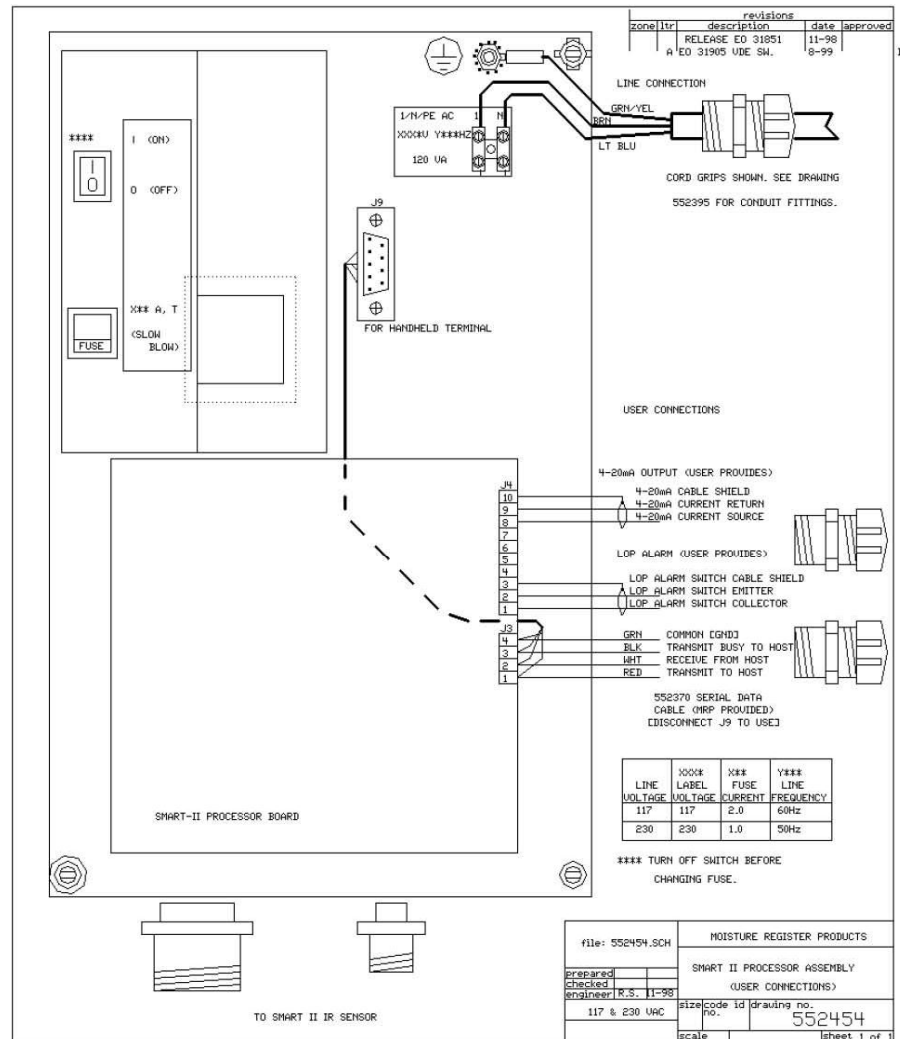 revisions
zone ltr description date approved
RELEASE EO 31851 11-98
A EO 31905 VDE SW. 8-99
LINE CONNECTION
GRN/YEL
BRN
LT BLU
1/N/PE AC 1 N
XXX*V Y***HZ
120 VA
CORD GRIPS SHOWN. SEE DRAWING
552395 FOR CONDUIT FITTINGS.
****
I (ON)
O (OFF)
I
O
X** A, T
(SLOW
BLOW)
FUSE
J9
FOR HANDHELD TERMINAL
USER CONNECTIONS
4-20mA OUTPUT (USER PROVIDES)
J4
10 4-20mA CABLE SHIELD
9 4-20mA CURRENT RETURN
8 4-20mA CURRENT SOURCE
7
6
5
4
LOP ALARM (USER PROVIDES)
3 LOP ALARM SWITCH CABLE SHIELD
2 LOP ALARM SWITCH EMITTER
1 LOP ALARM SWITCH COLLECTOR
J3
4 GRN COMMON [GND]
3 BLK TRANSMIT BUSY TO HOST
2 WHT RECEIVE FROM HOST
1 RED TRANSMIT TO HOST
552370 SERIAL DATA
CABLE (MRP PROVIDED)
[DISCONNECT J9 TO USE]
SMART-II PROCESSOR BOARD
XXX* X** Y***
LINE LABEL FUSE LINE
VOLTAGE VOLTAGE CURRENT FREQUENCY
117 117 2.0 60Hz
230 230 1.0 50Hz
**** TURN OFF SWITCH BEFORE
CHANGING FUSE.
TO SMART II IR SENSOR
file: 552454.SCH
MOISTURE REGISTER PRODUCTS
prepared
checked
engineer R.S. 11-98
117 & 230 VAC
SMART II PROCESSOR ASSEMBLY
(USER CONNECTIONS)
size code id no. drawing no.
552454
scale sheet 1 of 1